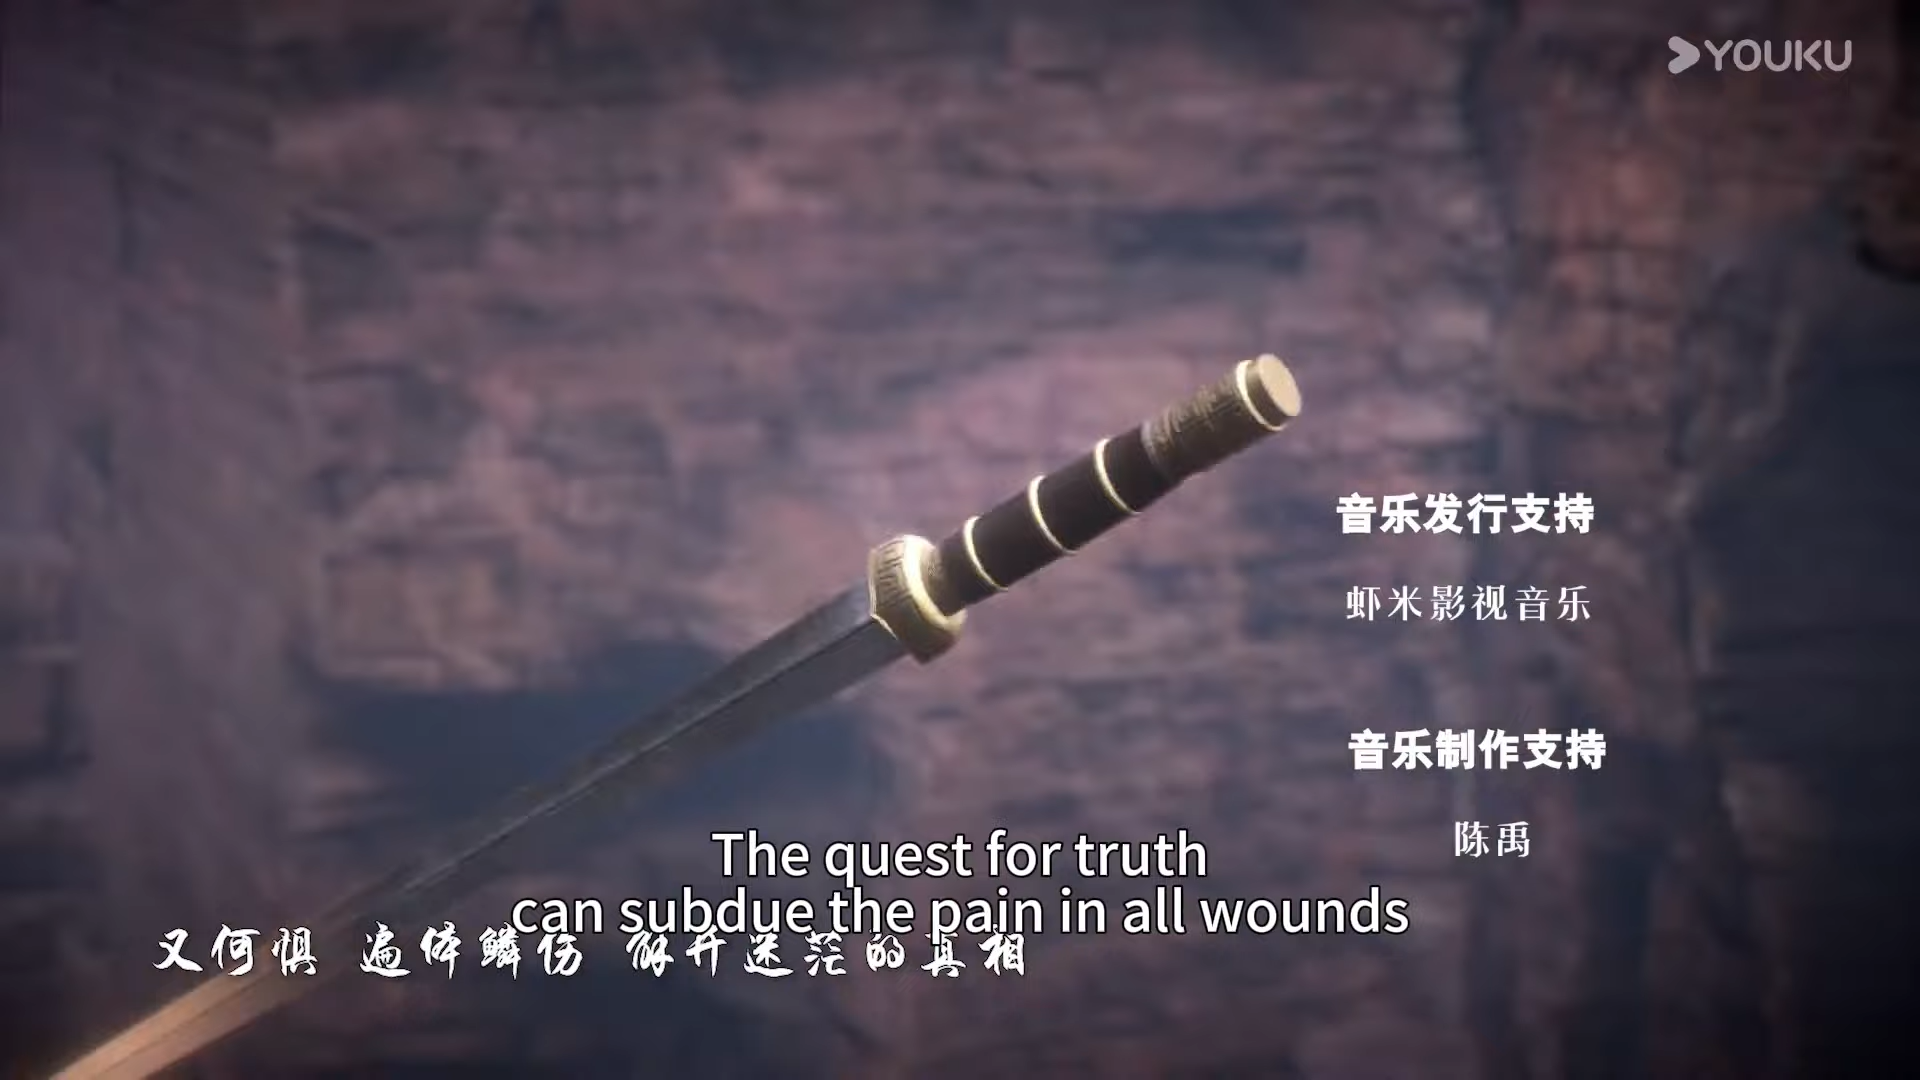 YOUKU
音乐发行支持
虾米影视音乐
音乐制作支持
陈禹
The quest for truth
can subdue the pain in all wounds
又何惧 遍体鳞伤 解开迷茫的真相